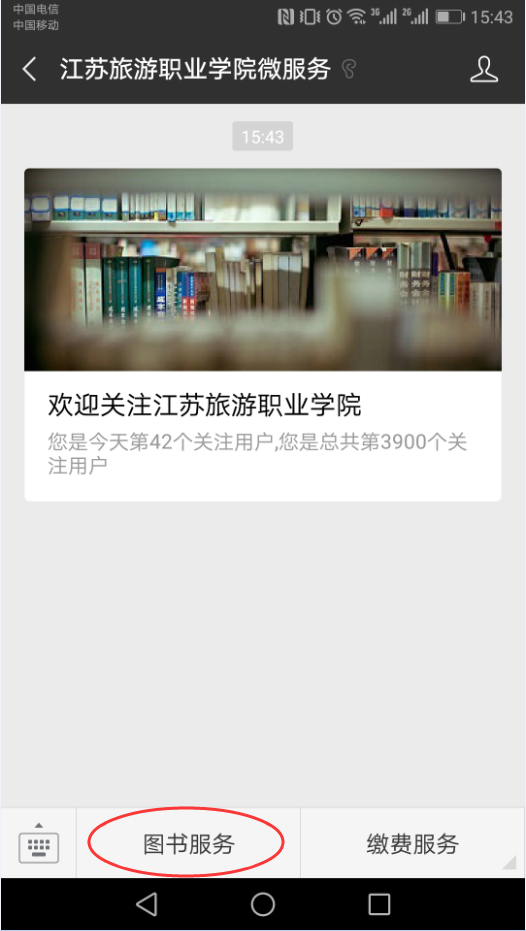 中国电信
中国移动
3G
2G
15:43
江苏旅游职业学院微服务
15:43
欢迎关注江苏旅游职业学院
您是今天第42个关注用户,您是总共第3900个关
注用户
图书服务
缴费服务